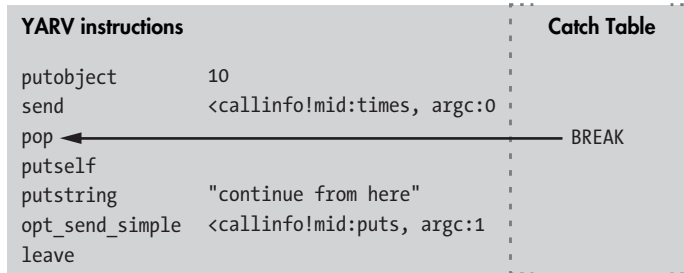 YARV instructions Catch Table
putobject 10
send <callinfo!mid:times, argc:0
pop BREAK
putself
putstring "continue from here"
opt_send_simple <callinfo!mid:puts, argc:1
leave